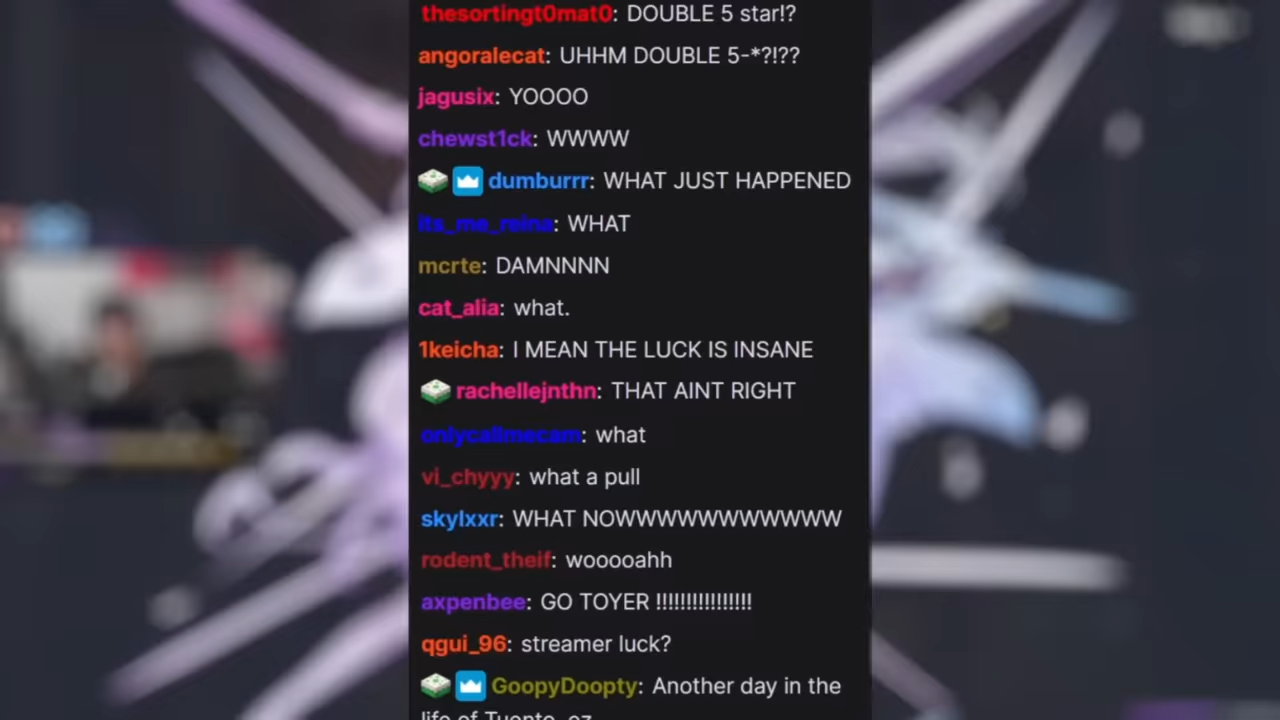 thesortingt0mat0: DOUBLE 5 star!?
angoralecat: UHHM DOUBLE 5-*?!??
jagusix: YOOOO
chewst1ck: WWWW
dumburrr: WHAT JUST HAPPENED
its_me_reina: WHAT
mcrte: DAMNNNN
cat_alia: what.
1keicha: I MEAN THE LUCK IS INSANE
rachellejnthn: THAT AINT RIGHT
onlycallmecam: what
vi_chyyy: what a pull
skylxxr: WHAT NOWWWWWWWWWWWW
rodent_theif: wooooahh
axpenbee: GO TOYER !!!!!!!!!!!!!!!!
qgui_96: streamer luck?
GoopyDoopty: Another day in the
life of